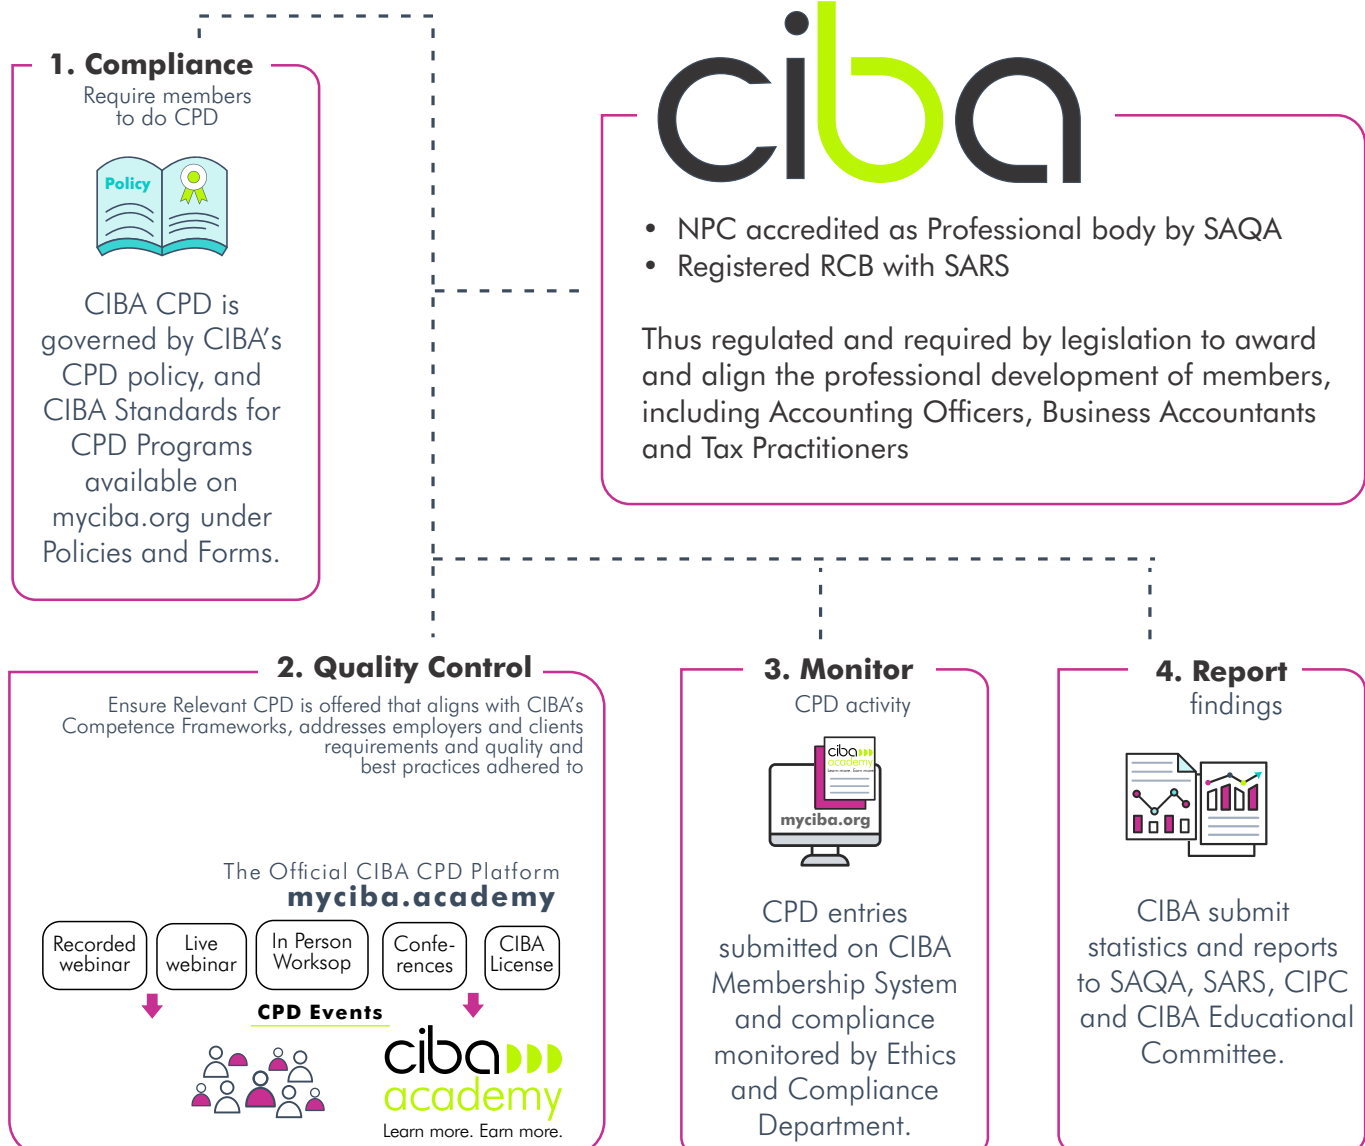 1. Compliance
Require members
to do CPD
Policy
CIBA CPD is
governed by CIBA's
CPD policy, and
CIBA Standards for
CPD Programs
available on
myciba.org under
Policies and Forms.
ciba
• NPC accredited as Professional body by SAQA
• Registered RCB with SARS
Thus regulated and required by legislation to award
and align the professional development of members,
including Accounting Officers, Business Accountants
and Tax Practitioners
2. Quality Control
Ensure Relevant CPD is offered that aligns with CIBA's
Competence Frameworks, addresses employers and clients
requirements and quality and
best practices adhered to
The Official CIBA CPD Platform
myciba.academy
Recorded
webinar
Live
webinar
In Person
Worksop
Confe-
rences
CIBA
License
CPD Events
ciba
academy
Learn more. Earn more.
3. Monitor
CPD activity
ciba
academy
Learn more. Earn more
myciba.org
CPD entries
submitted on CIBA
Membership System
and compliance
monitored by Ethics
and Compliance
Department.
4. Report
findings
CIBA submit
statistics and reports
to SAQA, SARS, CIPC
and CIBA Educational
Committee.